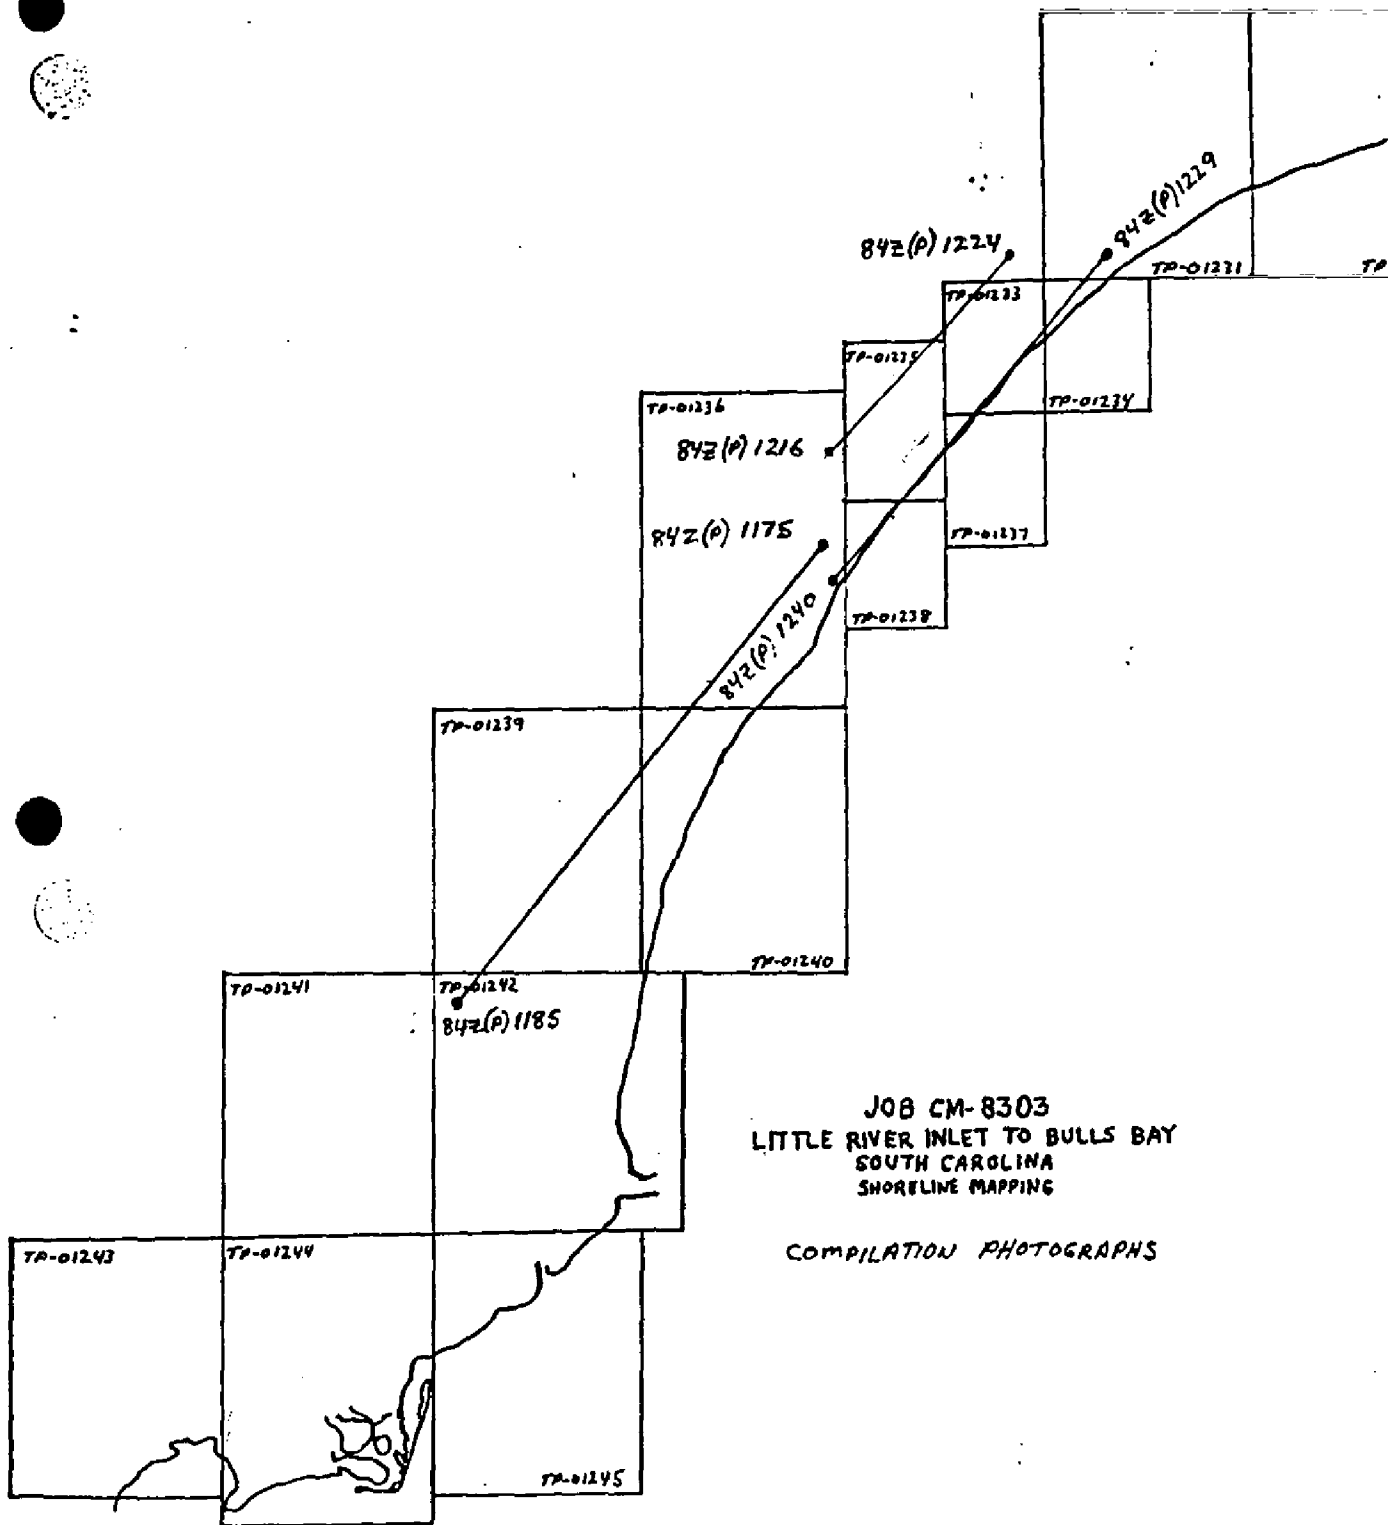 84Z(P) 1229
84Z(P) 1224
TP-01231
TP
TP-01233
TP-01235
TP-01234
TP-01236
84Z(P) 1216
84Z(P) 1175
TP-01237
84Z(P) 1240
TP-01238
TP-01239
TP-01240
TP-01241
TP-01242
84Z(P) 1185
JOB CM-8303
LITTLE RIVER INLET TO BULLS BAY
SOUTH CAROLINA
SHORELINE MAPPING
COMPILATION PHOTOGRAPHS
TP-01243
TP-01244
TP-01245